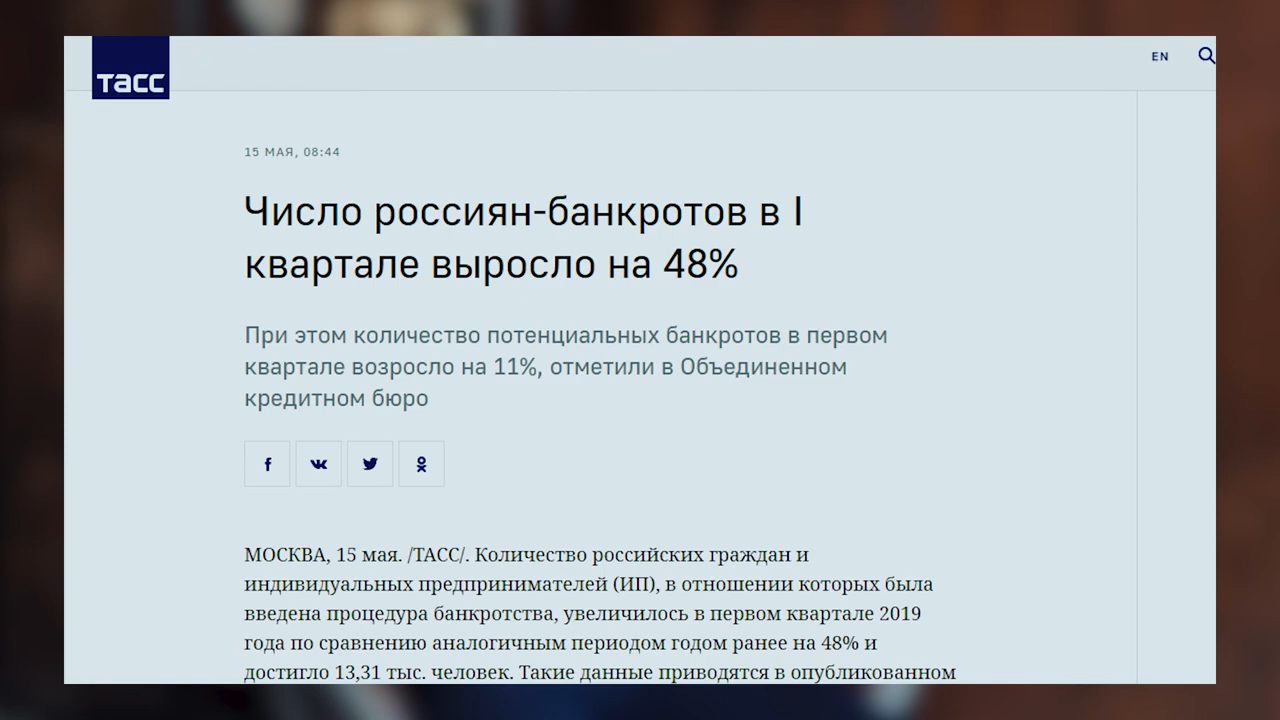 тасс
EN
15 МАЯ, 08:44
Число россиян-банкротов в I
квартале выросло на 48%
При этом количество потенциальных банкротов в первом
квартале возросло на 11%, отметили в Объединенном
кредитном бюро
МОСКВА, 15 мая. /ТАСС/. Количество российских граждан и
индивидуальных предпринимателей (ИП), в отношении которых была
введена процедура банкротства, увеличилось в первом квартале 2019
года по сравнению аналогичным периодом годом ранее на 48% и
достигло 13,31 тыс. человек. Такие данные приводятся в опубликованном